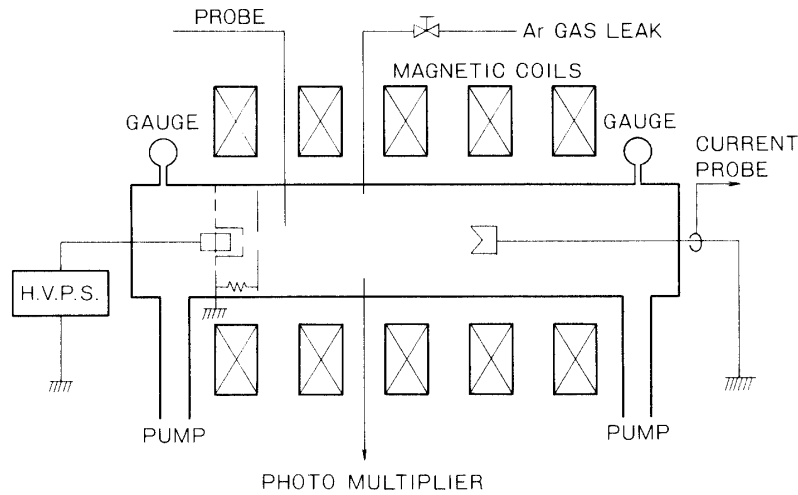 PROBE
Ar GAS LEAK
MAGNETIC COILS
GAUGE
GAUGE
CURRENT
PROBE
H.V.P.S.
PUMP
PUMP
PHOTO MULTIPLIER